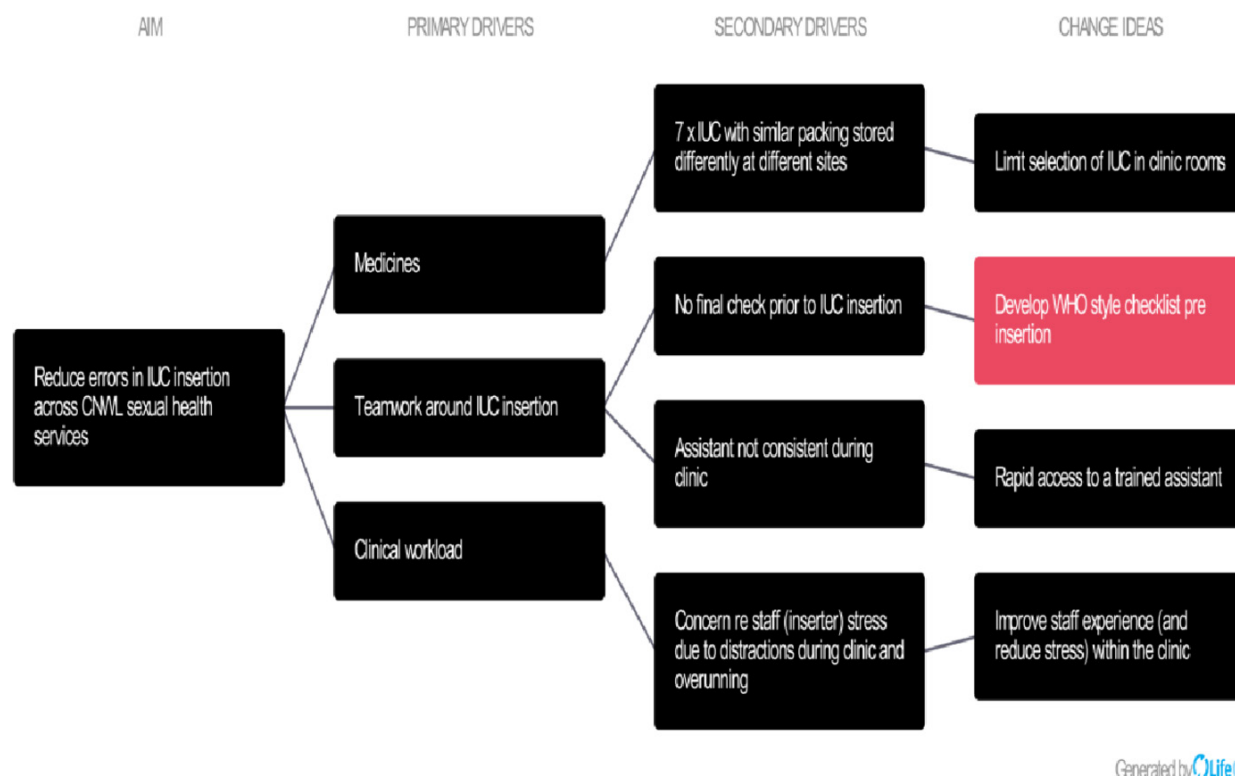 AIM
PRIMARY DRIVERS
SECONDARY DRIVERS
CHANGE IDEAS
Reduce errors in IUC insertion
across CNWL sexual health
services
Medicines
Teamwork around IUC insertion
Clinical workload
7 x IUC with similar packing stored
differently at different sites
No final check prior to IUC insertion
Assistant not consistent during
clinic
Concern re staff (inserter) stress
due to distractions during clinic and
overunning
Limit selection of IUC in clinic rooms
Develop WHO style checklist pre
insertion
Rapid access to a trained assistant
Improve staff experience (and
reduce stress) within the clinic
Generated by Life